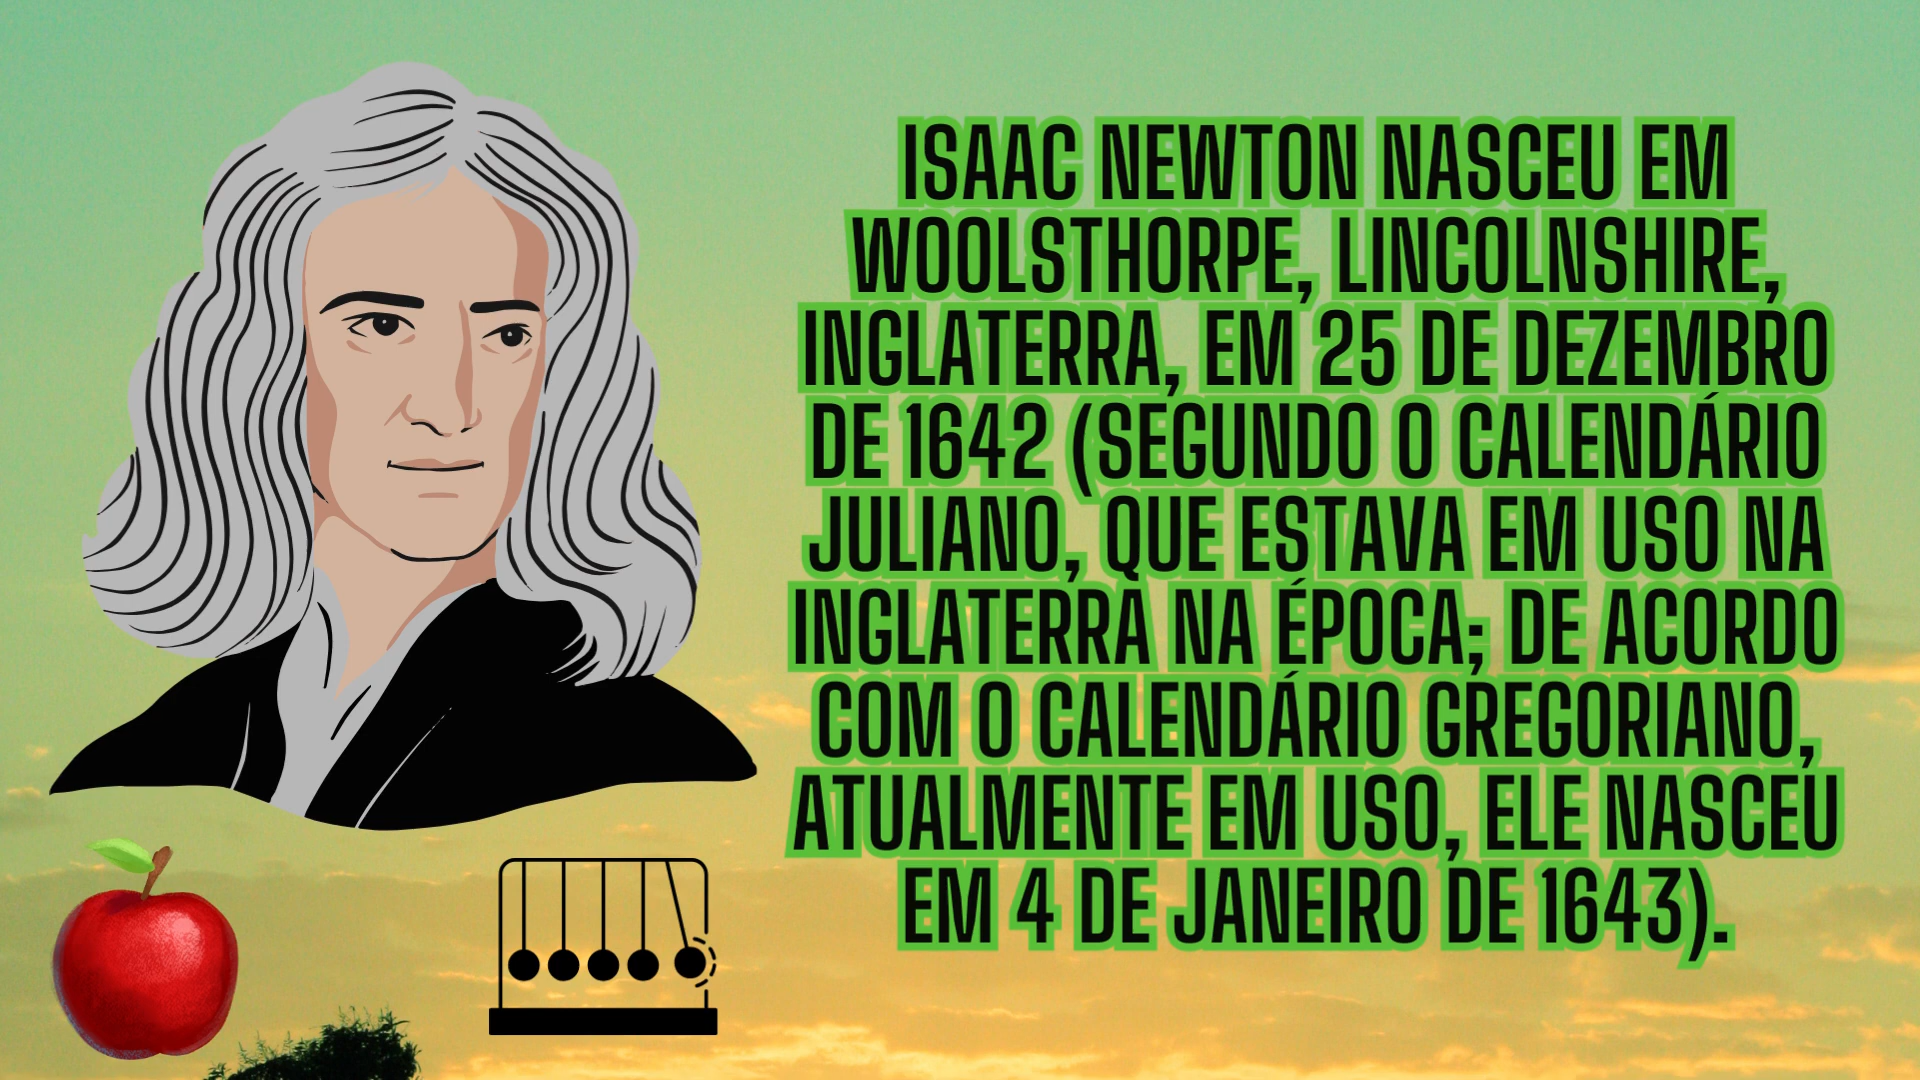 ISAAC NEWTON NASCEU EM
WOOLSTHORPE, LINCOLNSHIRE,
INGLATERRA, EM 25 DE DEZEMBRO
DE 1642 (SEGUNDO O CALENDÁRIO
JULIANO, QUE ESTAVA EM USO NA
INGLATERRA NA ÉPOCA; DE ACORDO
COM O CALENDÁRIO GREGORIANO,
ATUALMENTE EM USO, ELE NASCEU
EM 4 DE JANEIRO DE 1643).